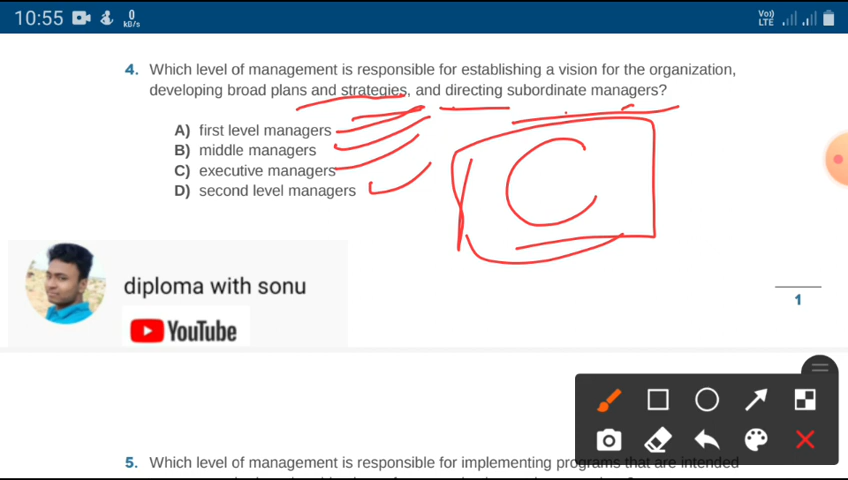 10:55 0 kB/s Vo) LTE
4. Which level of management is responsible for establishing a vision for the organization,
developing broad plans and strategies, and directing subordinate managers?
A) first level managers
B) middle managers
C) executive managers
D) second level managers
C
diploma with sonu
YouTube
1
5. Which level of management is responsible for implementing programs that are intended